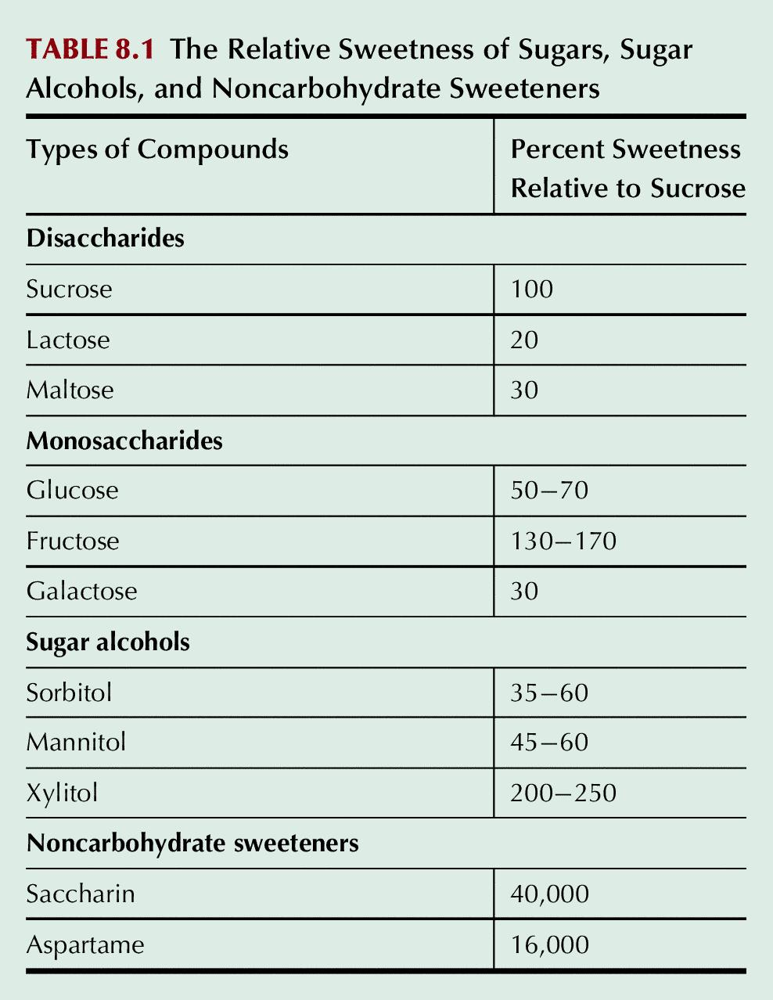 TABLE 8.1 The Relative Sweetness of Sugars, Sugar
Alcohols, and Noncarbohydrate Sweeteners
Types of Compounds Percent Sweetness
Relative to Sucrose
Disaccharides
Sucrose 100
Lactose 20
Maltose 30
Monosaccharides
Glucose 50–70
Fructose 130–170
Galactose 30
Sugar alcohols
Sorbitol 35–60
Mannitol 45–60
Xylitol 200–250
Noncarbohydrate sweeteners
Saccharin 40,000
Aspartame 16,000